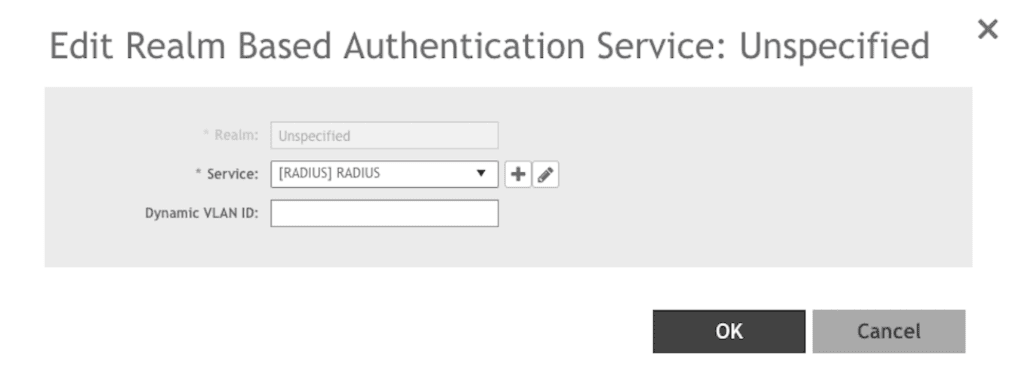 Edit Realm Based Authentication Service: Unspecified
* Realm: Unspecified
* Service: [RADIUS] RADIUS
Dynamic VLAN ID:
OK Cancel